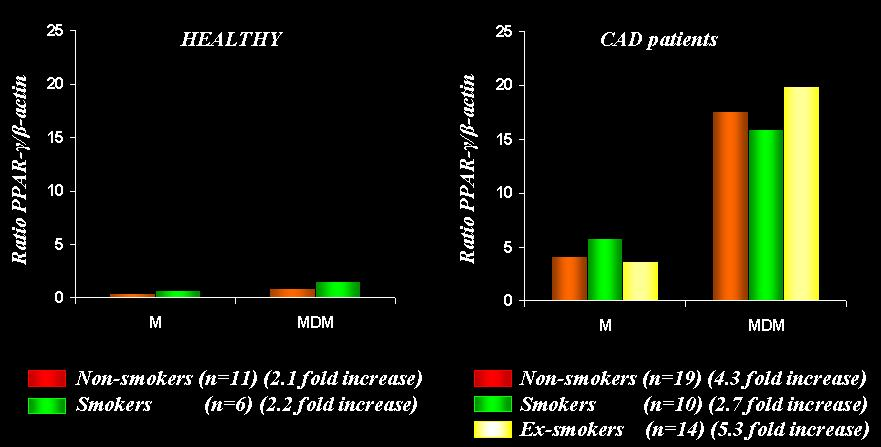 HEALTHY
Ratio PPAR-γ/β-actin
25
20
15
10
5
0
M MDM
Non-smokers (n=11) (2.1 fold increase)
Smokers (n=6) (2.2 fold increase)
CAD patients
Ratio PPAR-γ/β-actin
25
20
15
10
5
0
M MDM
Non-smokers (n=19) (4.3 fold increase)
Smokers (n=10) (2.7 fold increase)
Ex-smokers (n=14) (5.3 fold increase)